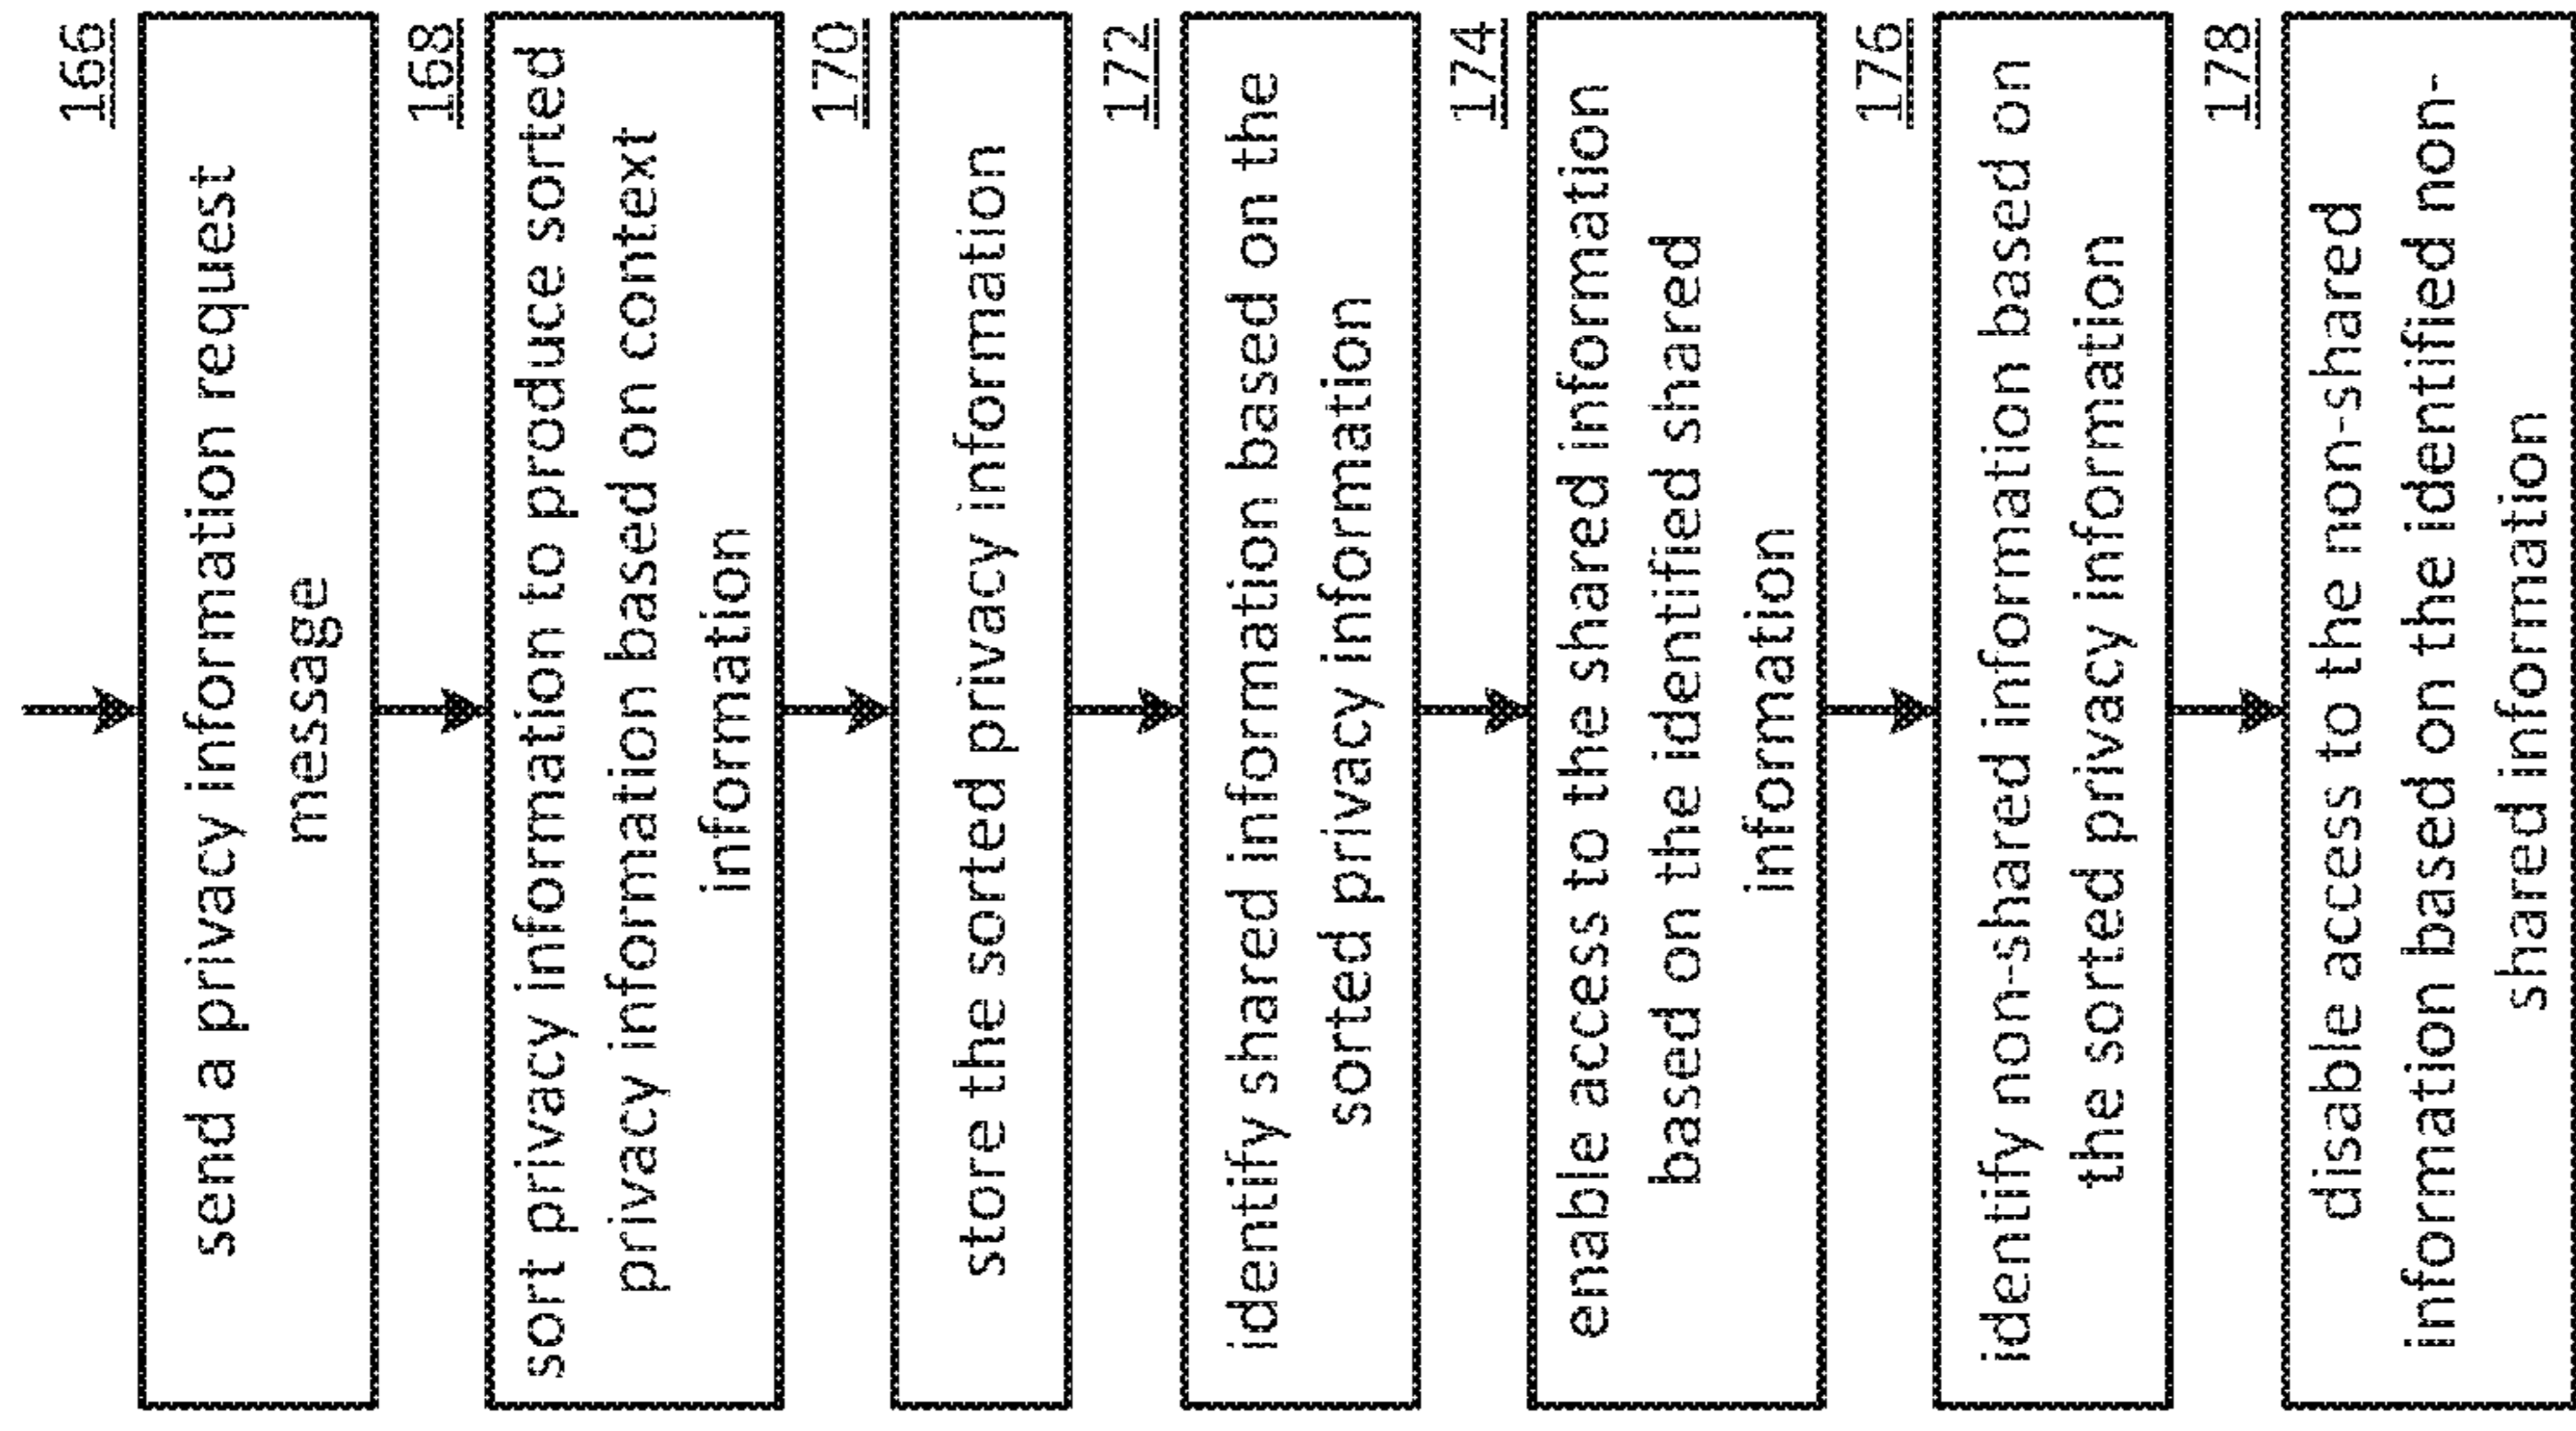 166
send a privacy information request
message
168
sort privacy information to produce sorted
privacy information based on context
information
170
store the sorted privacy information
172
identify shared information based on the
sorted privacy information
174
enable access to the shared information
based on the identified shared
information
176
identify non-shared information based on
the sorted privacy information
178
disable access to the non-shared
information based on the identified non-
shared information